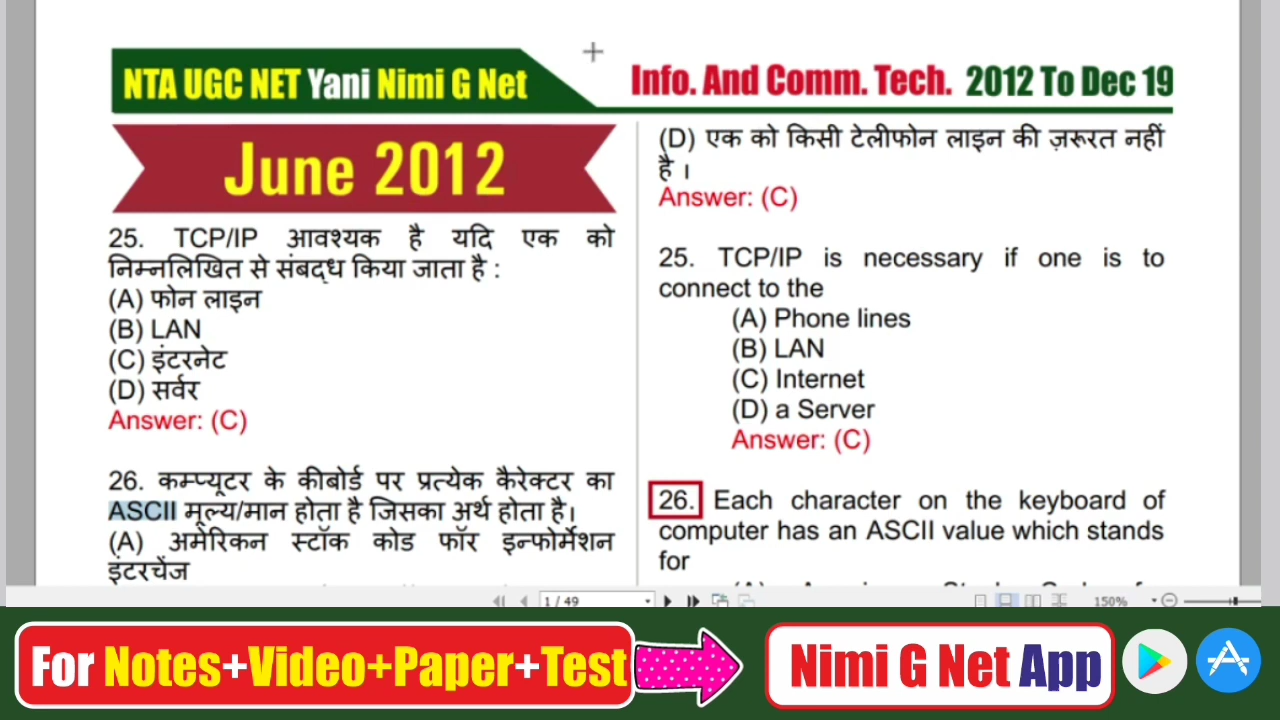 NTA UGC NET Yani Nimi G Net
Info. And Comm. Tech. 2012 To Dec 19
June 2012
25. TCP/IP आवश्यक है यदि एक को
निम्नलिखित से संबद्ध किया जाता है :
(A) फोन लाइन
(B) LAN
(C) इंटरनेट
(D) सर्वर
Answer: (C)
26. कम्प्यूटर के कीबोर्ड पर प्रत्येक कैरेक्टर का
ASCII मूल्य/मान होता है जिसका अर्थ होता है।
(A) अमेरिकन स्टॉक कोड फॉर इन्फोर्मेशन
इंटरचेंज
(D) एक को किसी टेलीफोन लाइन की ज़रूरत नहीं
है ।
Answer: (C)
25. TCP/IP is necessary if one is to
connect to the
(A) Phone lines
(B) LAN
(C) Internet
(D) a Server
Answer: (C)
26. Each character on the keyboard of
computer has an ASCII value which stands
for
1 / 49
150%
For Notes+Video+Paper+Test
Nimi G Net App